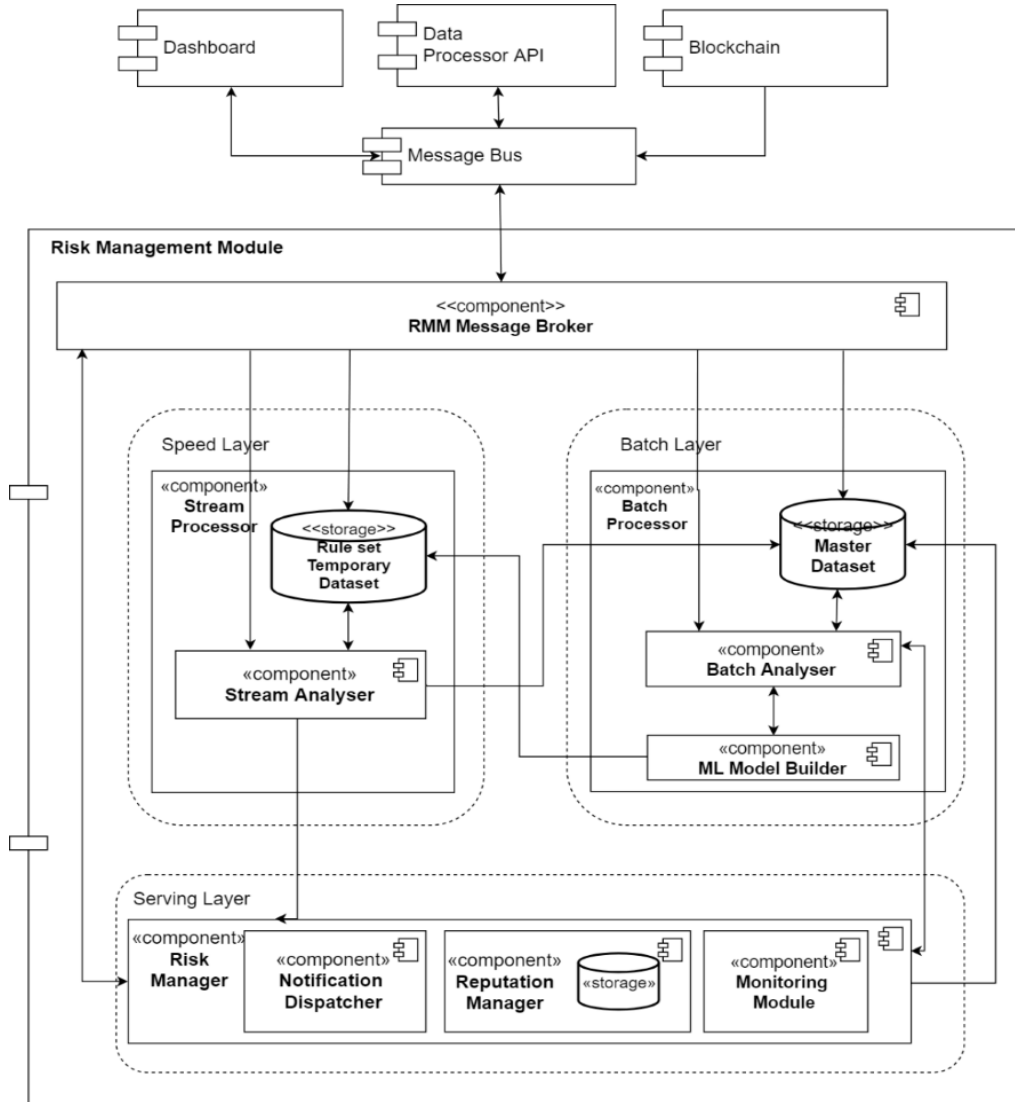 Dashboard
Data
Processor API
Blockchain
Message Bus
Risk Management Module
<<component>>
RMM Message Broker
Speed Layer
«component»
Stream
Processor
<<storage>>
Rule set
Temporary
Dataset
«component»
Stream Analyser
Batch Layer
«component»
Batch
Processor
<<storage>>
Master
Dataset
«component»
Batch Analyser
«component»
ML Model Builder
Serving Layer
«component»
Risk
Manager
«component»
Notification
Dispatcher
«component»
Reputation
Manager
«storage»
«component»
Monitoring
Module